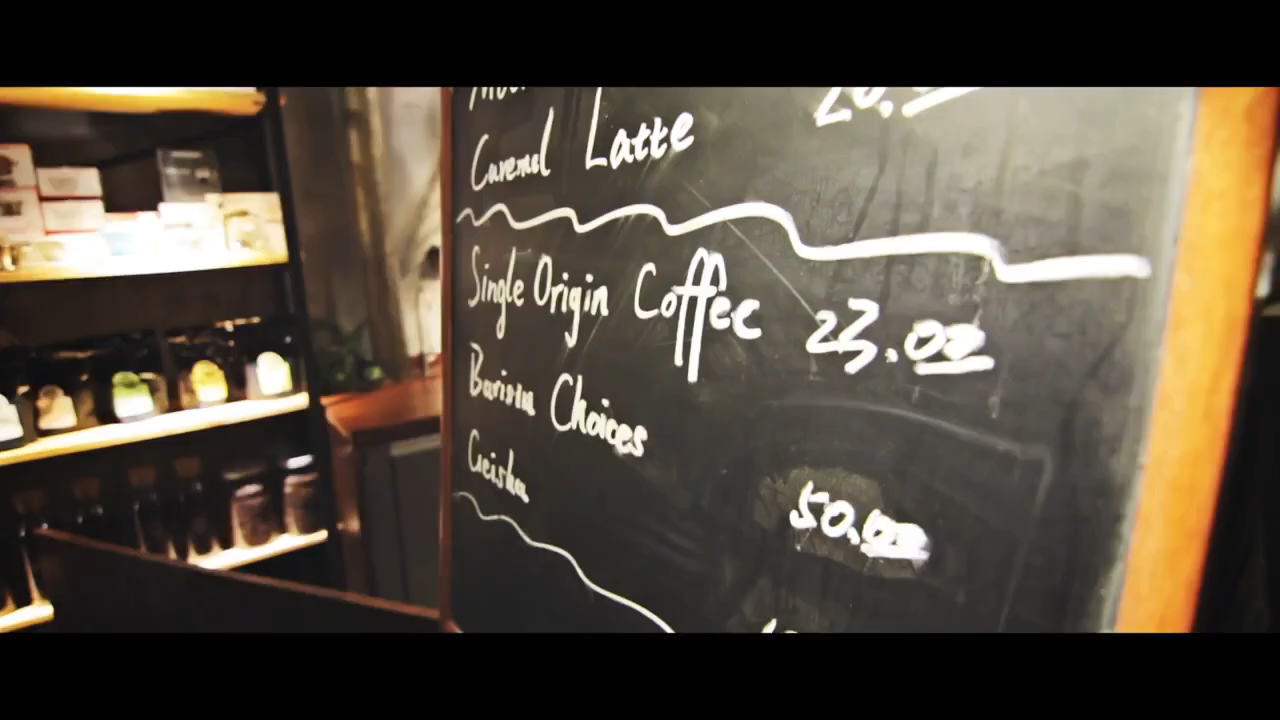 Caramel Latte
Single Origin Coffee 23.00
Barista Choices
Geisha 50.00